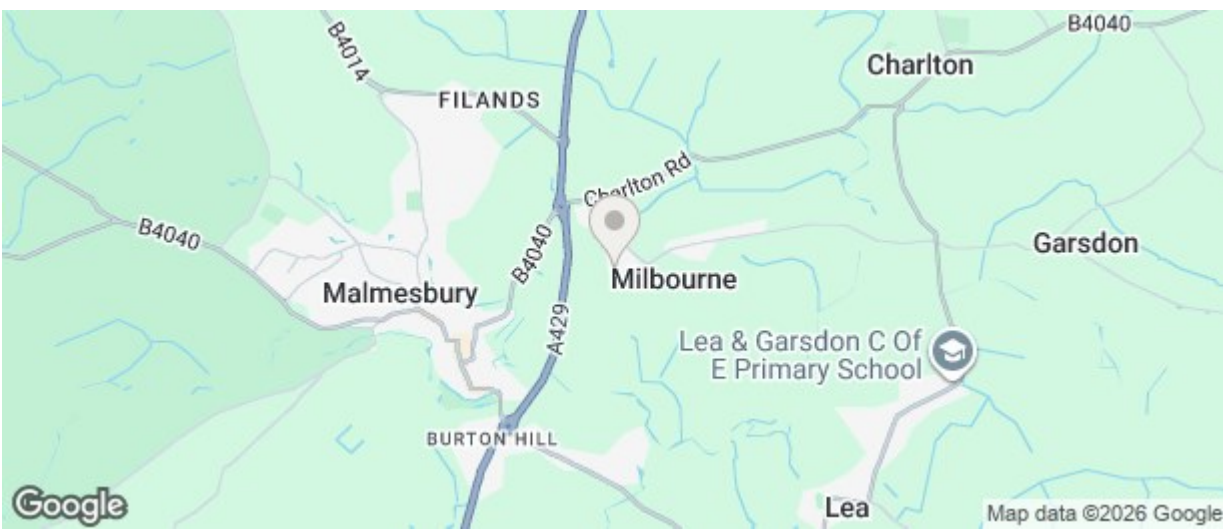 B4040
B4014
Charlton
FILANDS
Charlton Rd
B4040
B4040
Garsdon
Milbourne
Malmesbury
A429
Lea & Garsdon C Of
E Primary School
BURTON HILL
Lea
Google
Map data ©2026 Google